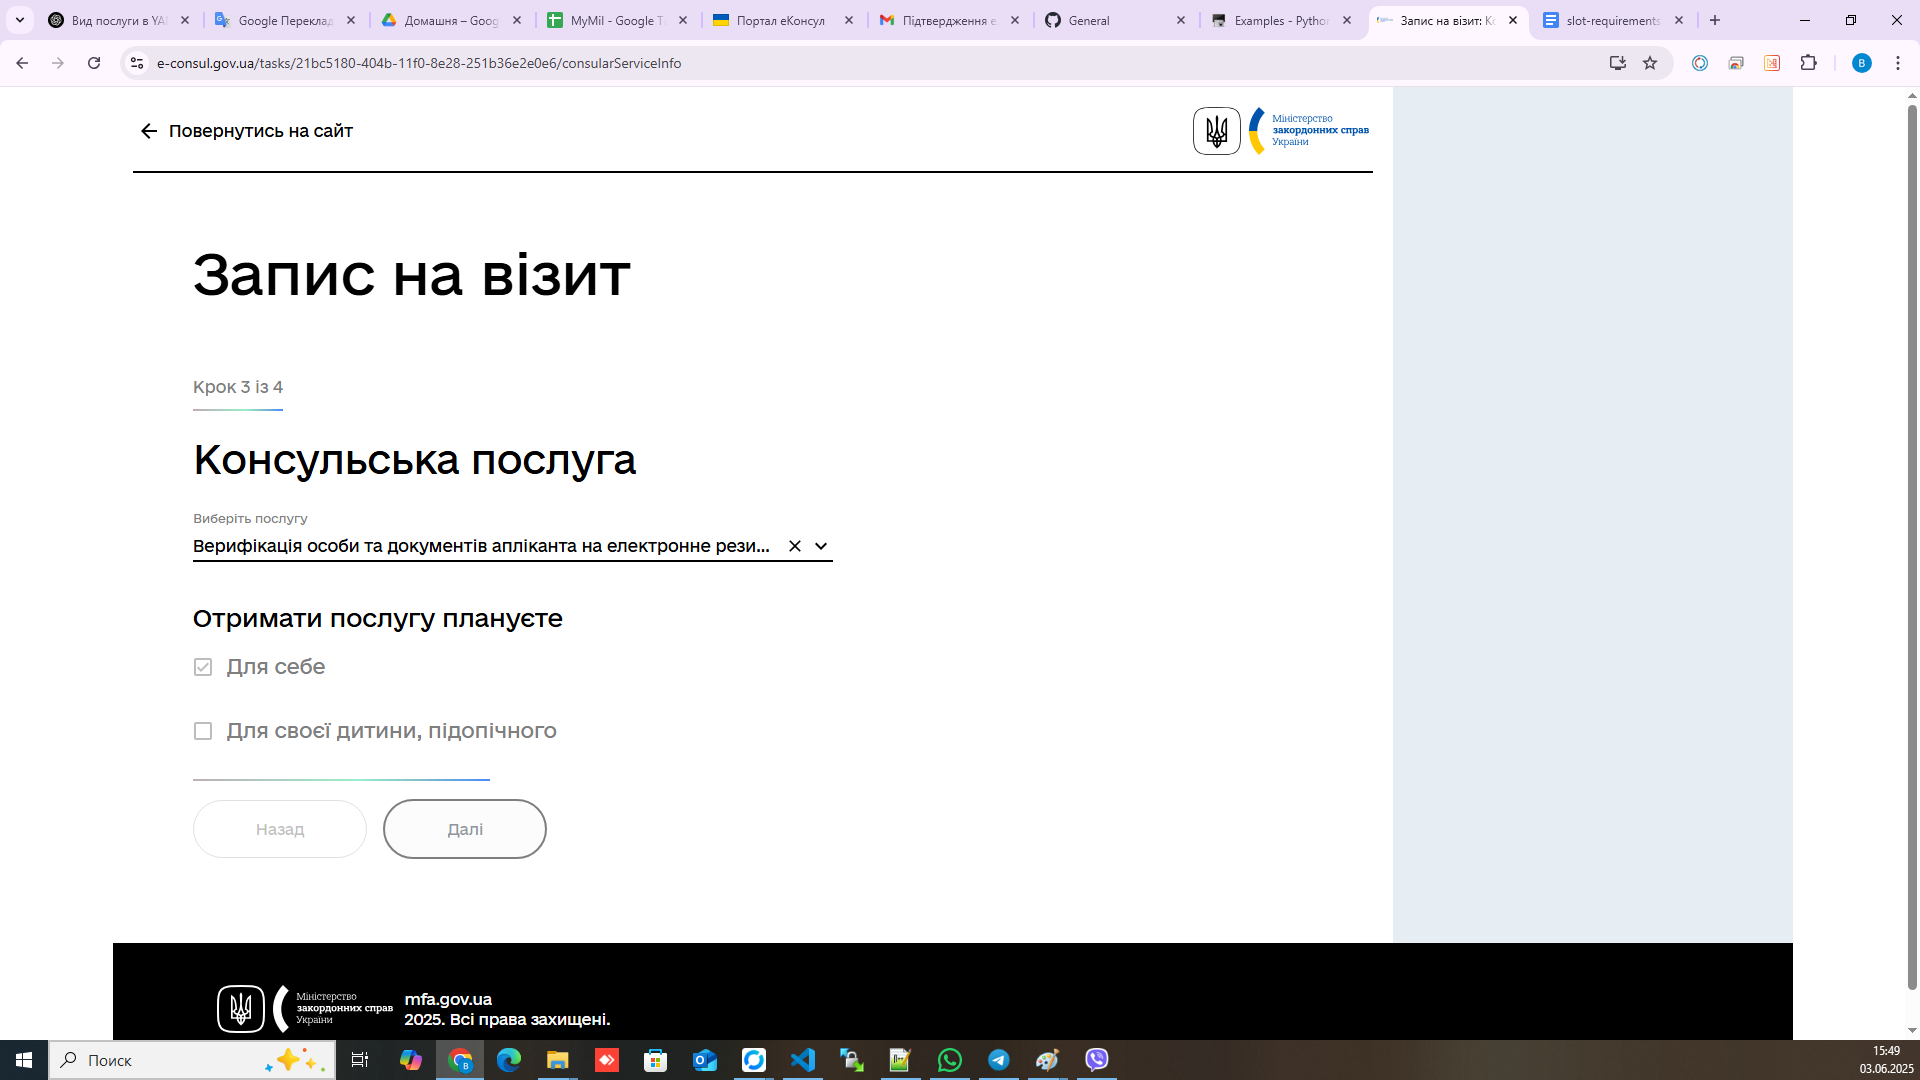 Вид послуги в YA
Google Переклад
Домашня – Goog
MyMil - Google Т
Портал еКонсул
Підтвердження е
General
Examples - Python
Запис на візит: Ко
slot-requirements
e-consul.gov.ua/tasks/21bc5180-404b-11f0-8e28-251b36e2e0e6/consularServiceInfo
B
Повернутись на сайт
Міністерство
закордонних справ
України
Запис на візит
Крок 3 із 4
Консульська послуга
Виберіть послугу
Верифікація особи та документів апліканта на електронне рези...
Отримати послугу плануєте
Для себе
Для своєї дитини, підопічного
Назад
Далі
Міністерство
закордонних справ
України
mfa.gov.ua
2025. Всі права захищені.
Поиск
15:49
03.06.2025